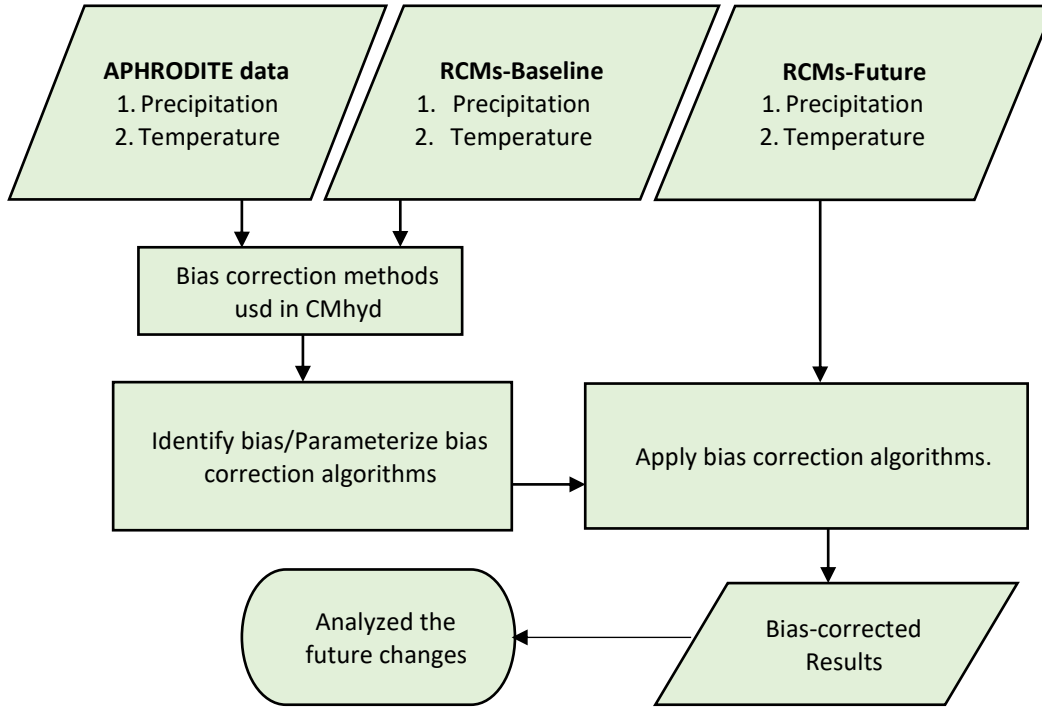 APHRODITE data
1. Precipitation
2. Temperature
RCMs-Baseline
1. Precipitation
2. Temperature
RCMs-Future
1. Precipitation
2. Temperature
Bias correction methods
usd in CMhyd
Identify bias/Parameterize bias
correction algorithms
Apply bias correction algorithms.
Analyzed the
future changes
Bias-corrected
Results